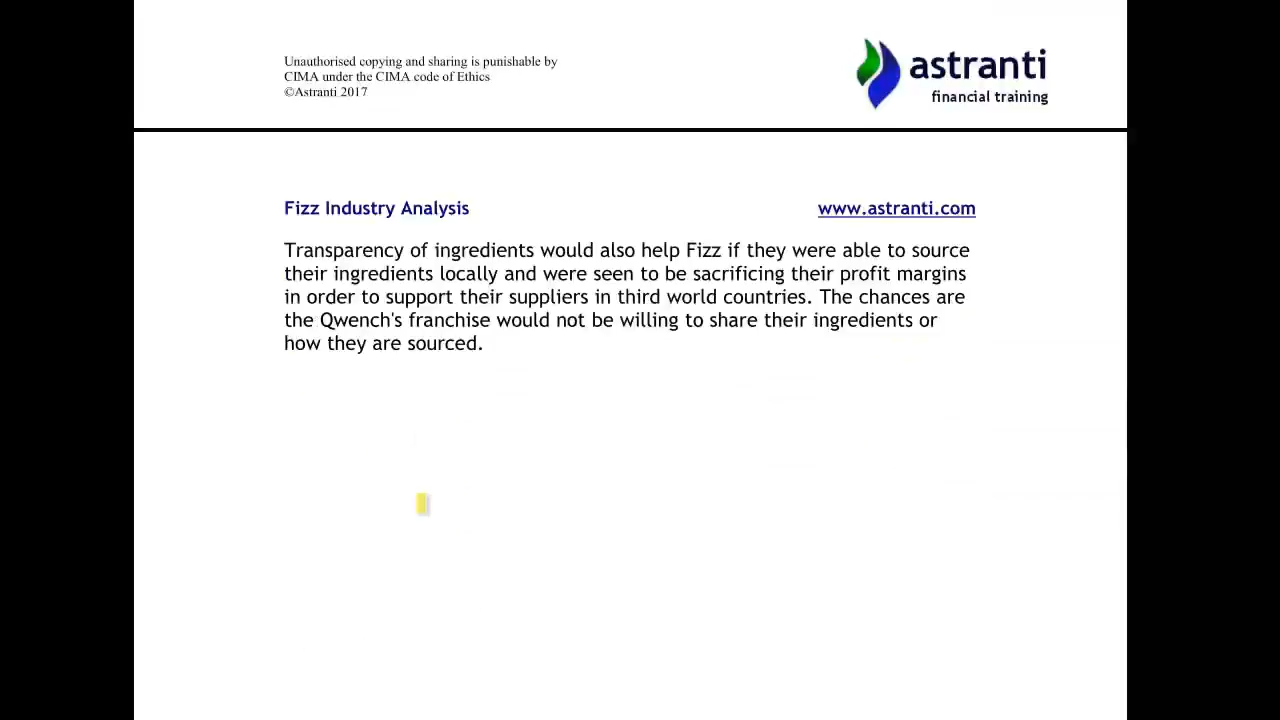 Unauthorised copying and sharing is punishable by
CIMA under the CIMA code of Ethics
©Astranti 2017
astranti
financial training
Fizz Industry Analysis
www.astranti.com
Transparency of ingredients would also help Fizz if they were able to source
their ingredients locally and were seen to be sacrificing their profit margins
in order to support their suppliers in third world countries. The chances are
the Qwench's franchise would not be willing to share their ingredients or
how they are sourced.